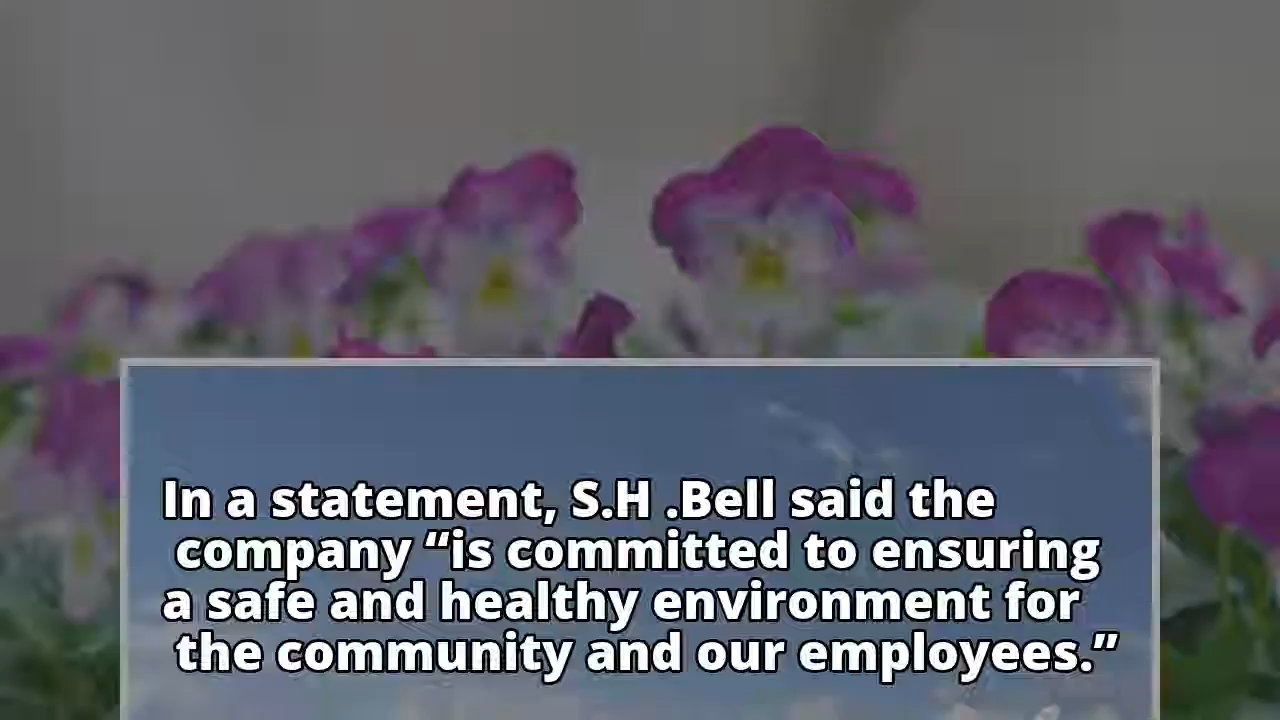 In a statement, S.H .Bell said the
company “is committed to ensuring
a safe and healthy environment for
the community and our employees.”